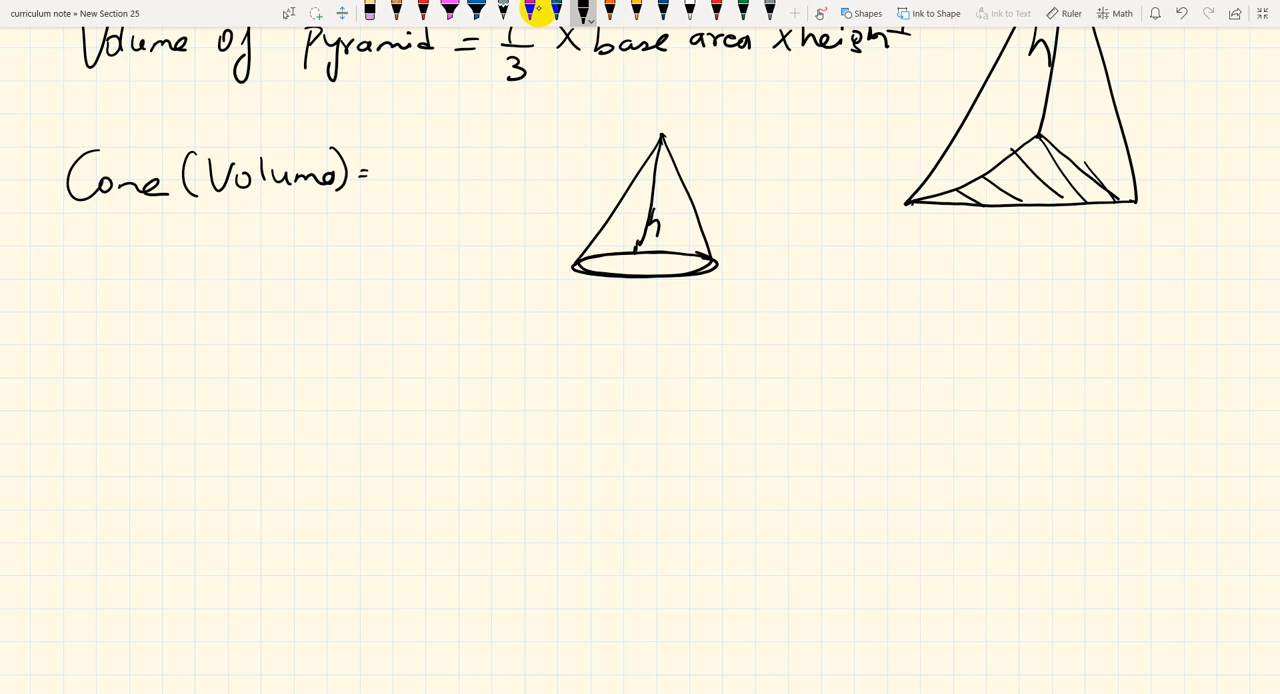 curriculum note » New Section 25
Shapes Ink to Shape Ink to Text Ruler Math
Volume of Pyramid = 1/3 × base area × height
h
Cone (Volume) =
h